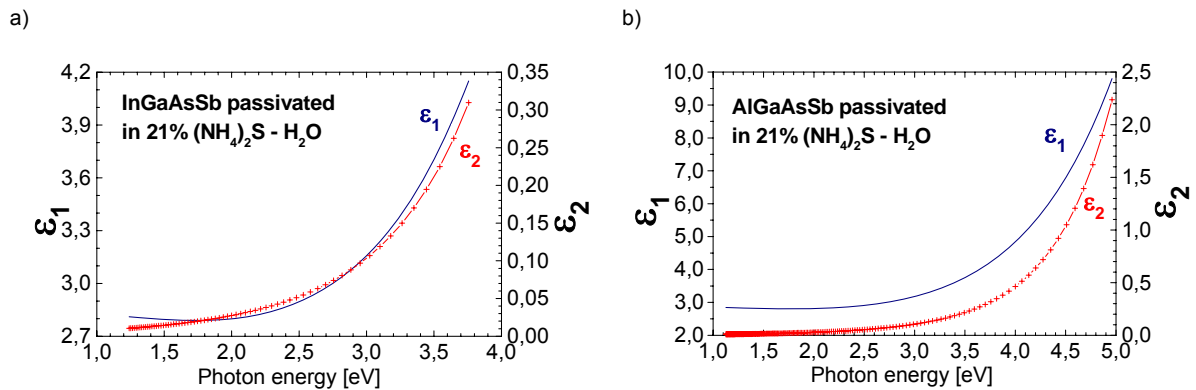 a)
b)
4,2
3,9
3,6
3,3
3,0
2,7
ε1
InGaAsSb passivated
in 21% (NH4)2S - H2O
ε1
ε2
0,35
0,30
0,25
0,20
0,15
0,10
0,05
0,00
ε2
1,0 1,5 2,0 2,5 3,0 3,5 4,0
Photon energy [eV]
10,0
9,0
8,0
7,0
6,0
5,0
4,0
3,0
2,0
ε1
AlGaAsSb passivated
in 21% (NH4)2S - H2O
ε1
ε2
2,5
2,0
1,5
1,0
0,5
0,0
ε2
1,0 1,5 2,0 2,5 3,0 3,5 4,0 4,5 5,0
Photon energy [eV]